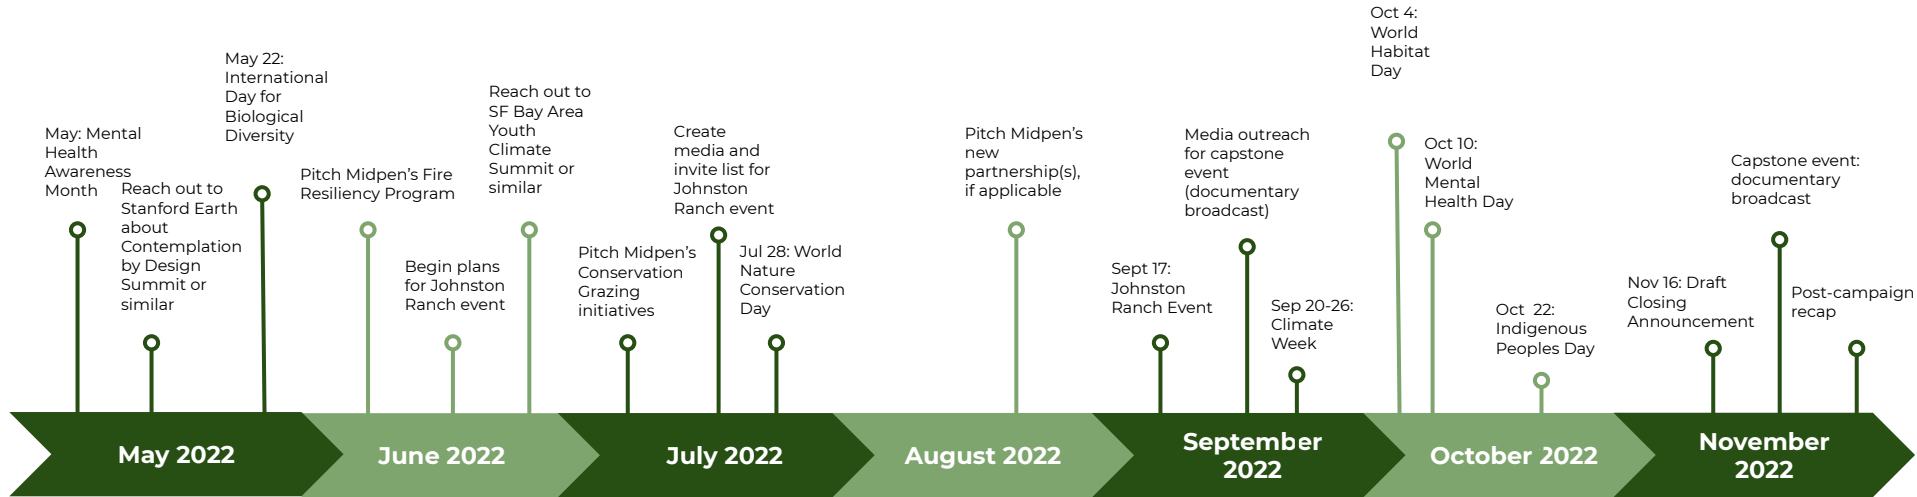 May: Mental
Health
Awareness
Month
Reach out to
Stanford Earth
about
Contemplation
by Design
Summit or
similar
May 22:
International
Day for
Biological
Diversity
Pitch Midpen's Fire
Resiliency Program
Begin plans
for Johnston
Ranch event
Reach out to
SF Bay Area
Youth
Climate
Summit or
similar
Pitch Midpen's
Conservation
Grazing
initiatives
Create
media and
invite list for
Johnston
Ranch event
Jul 28: World
Nature
Conservation
Day
Pitch Midpen's
new
partnership(s),
if applicable
Sept 17:
Johnston
Ranch Event
Media outreach
for capstone
event
(documentary
broadcast)
Sep 20-26:
Climate
Week
Oct 4:
World
Habitat
Day
Oct 10:
World
Mental
Health Day
Oct  22:
Indigenous
Peoples Day
Nov 16: Draft
Closing
Announcement
Capstone event:
documentary
broadcast
Post-campaign
recap
May 2022
June 2022
July 2022
August 2022
September
2022
October 2022
November
2022